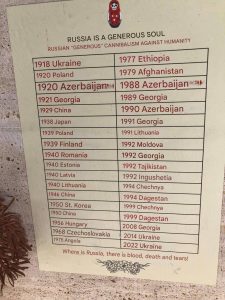 RUSSIA IS A GENEROUS SOUL
RUSSIAN "GENEROUS" CANNIBALISM AGAINST HUMANITY
1918 Ukraine
1920 Poland
1920 Azerbaijan
1921 Georgia
1929 China
1938 Japan
1939 Poland
1939 Finland
1940 Romania
1940 Estonia
1940 Latvia
1940 Lithuania
1946 China
1950 St. Korea
1950 China
1956 Hungary
1968 Czechoslovakia
1975 Angola
1977 Ethiopia
1979 Afghanistan
1988 Azerbaijan
1989 Georgia
1990 Azerbaijan
1991 Georgia
1991 Lithuania
1992 Moldova
1992 Georgia
1992 Tajikistan
1992 Ingushetia
1994 Chechnya
1994 Dagestan
1999 Chechnya
1999 Dagestan
2008 Georgia
2014 Ukraine
2022 Ukraine
Where is Russia, there is blood, death and tears!